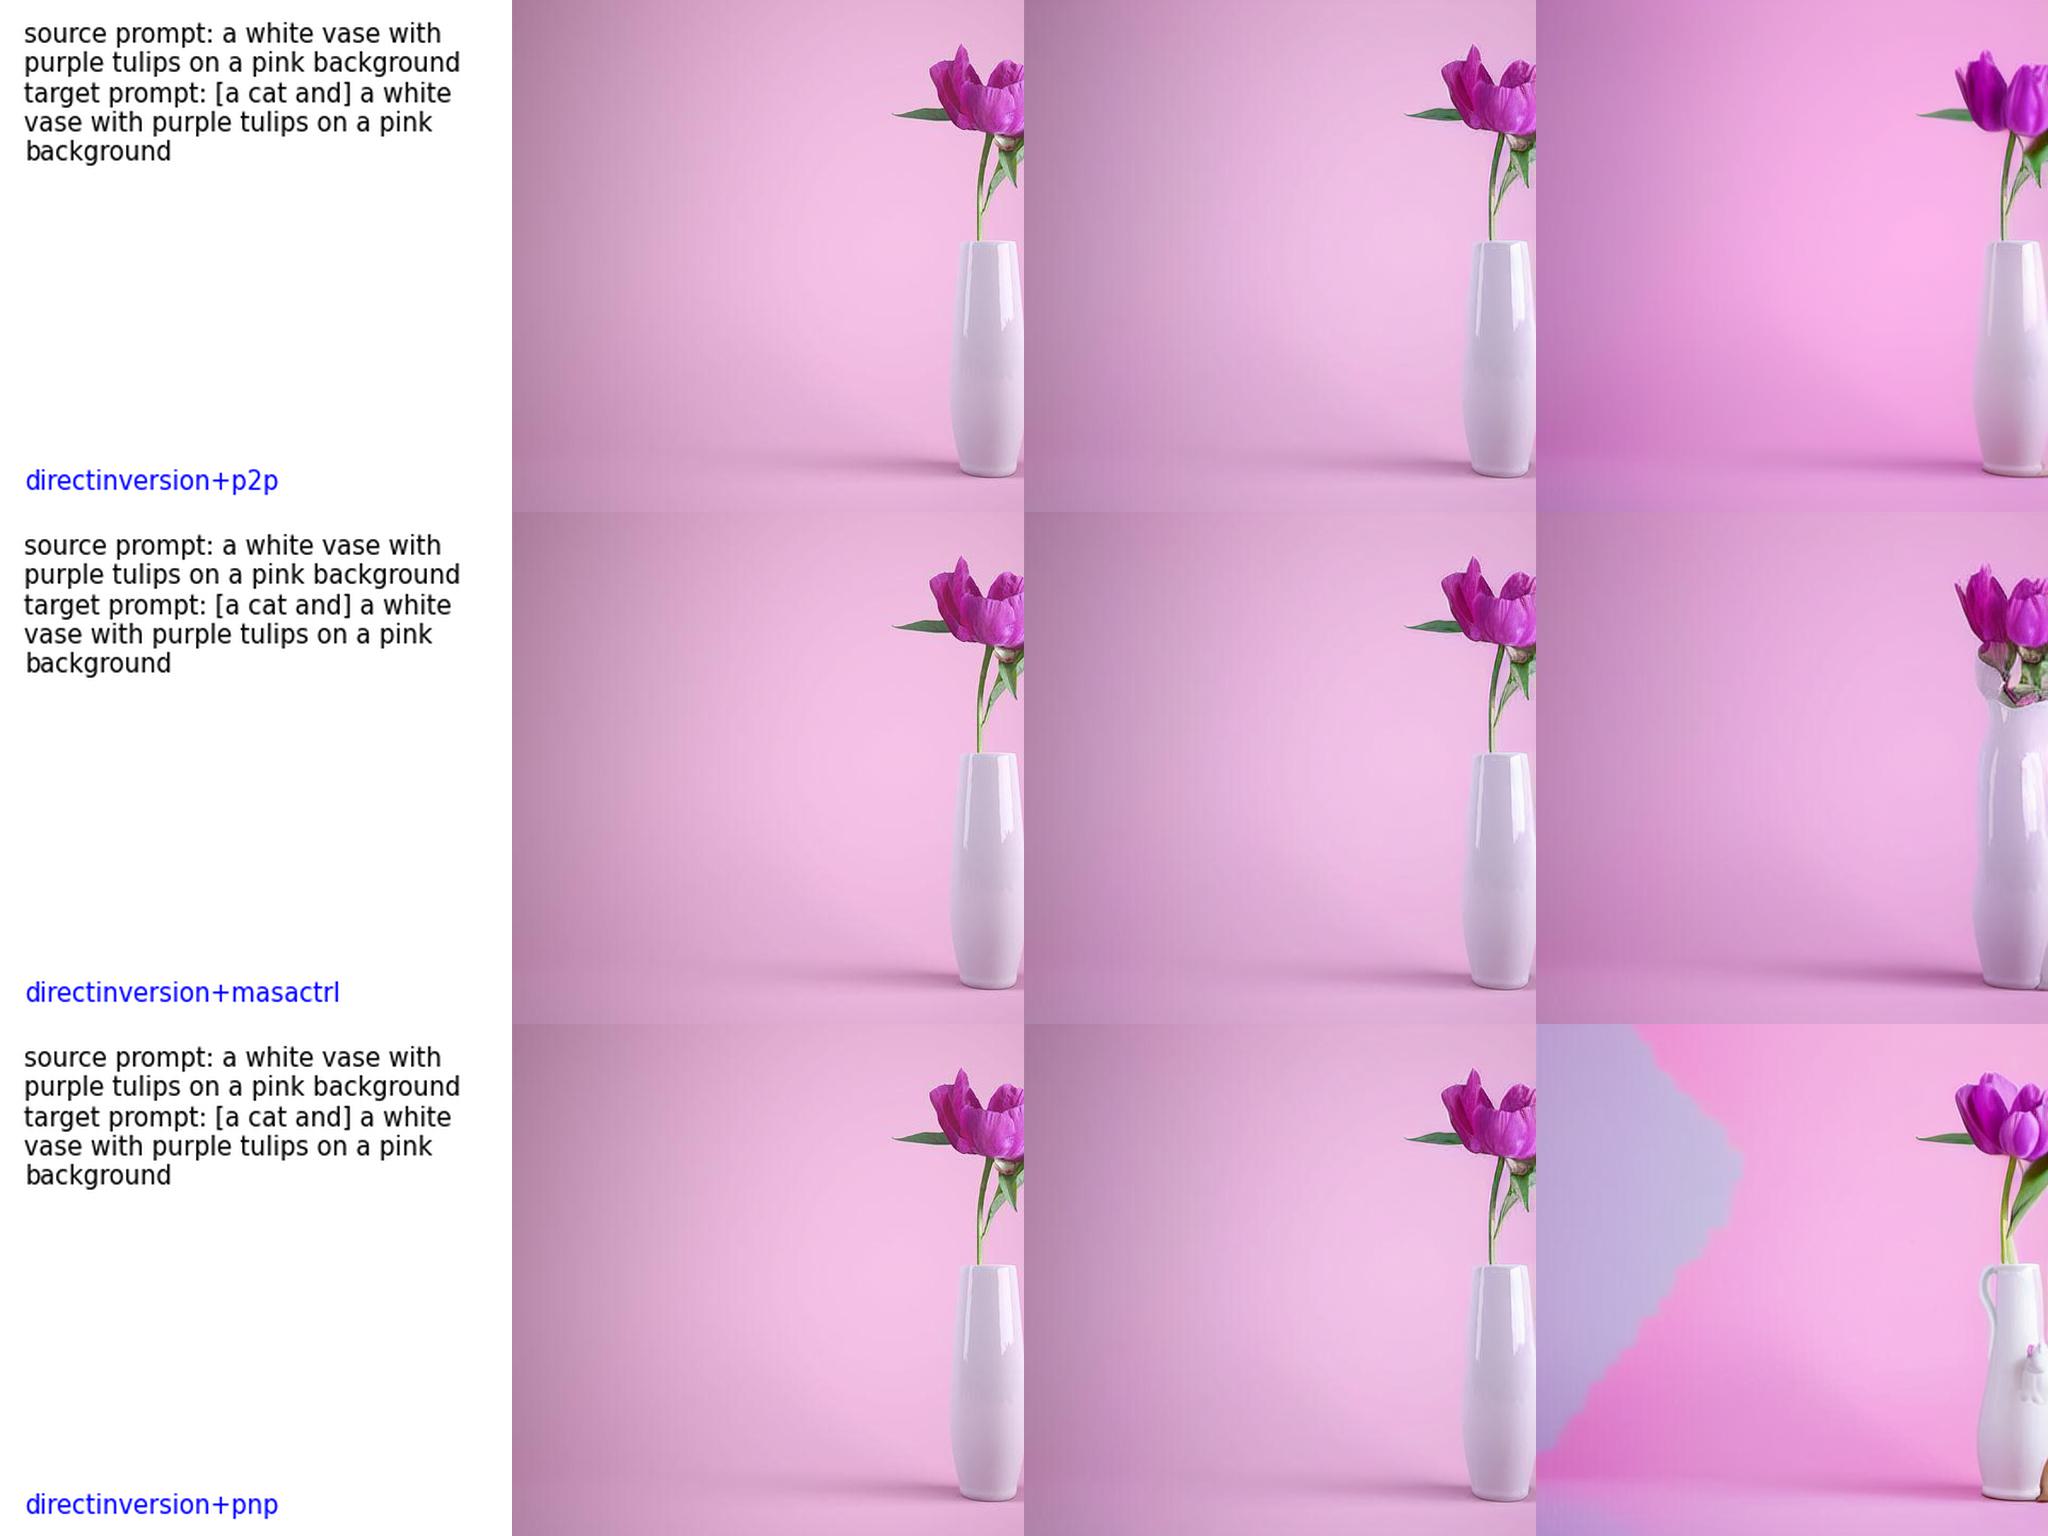 source prompt: a white vase with
purple tulips on a pink background
target prompt: [a cat and] a white
vase with purple tulips on a pink
background
directinversion+p2p
source prompt: a white vase with
purple tulips on a pink background
target prompt: [a cat and] a white
vase with purple tulips on a pink
background
directinversion+masactrl
source prompt: a white vase with
purple tulips on a pink background
target prompt: [a cat and] a white
vase with purple tulips on a pink
background
directinversion+pnp